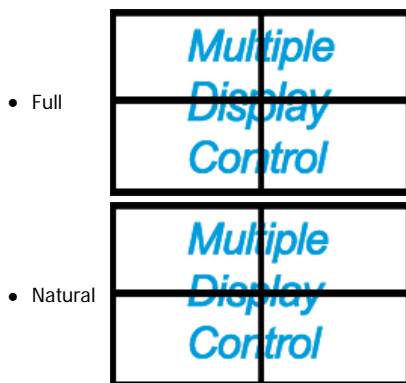 Multiple
• Full
Display
Control
Multiple
• Natural
Display
Control